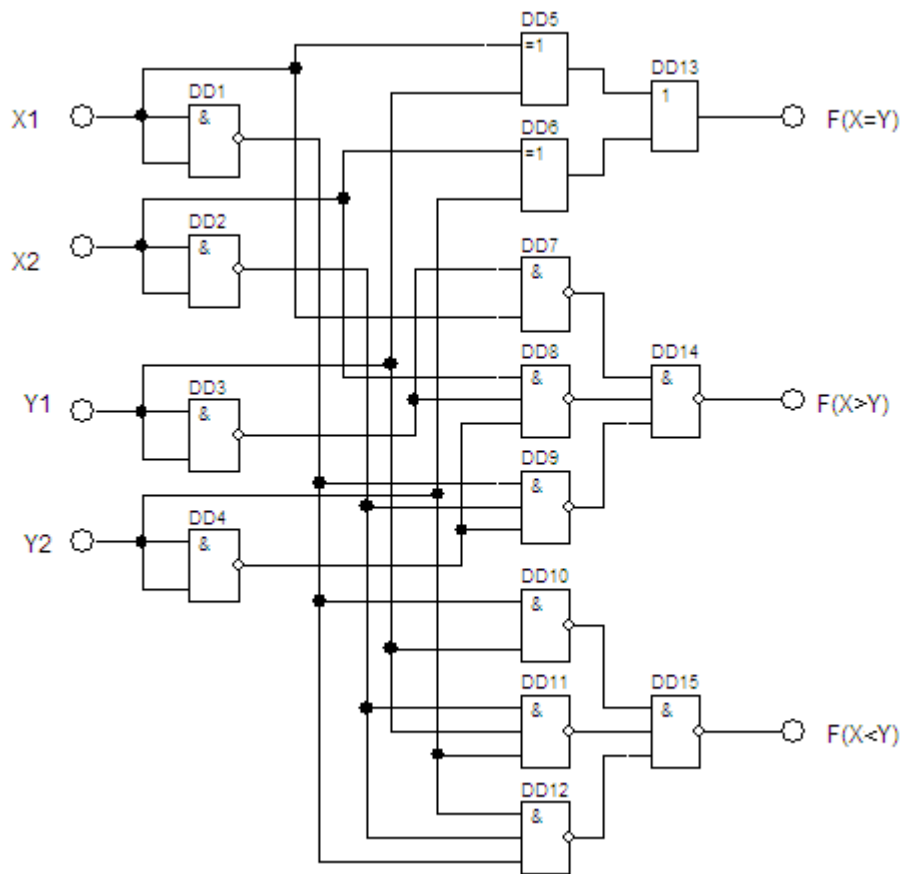 DD5
=1
DD13
1
X1
DD1
&
F(X=Y)
DD6
=1
DD2
&
X2
DD7
&
DD8
&
DD14
&
Y1
DD3
&
F(X>Y)
DD9
&
Y2
DD4
&
DD10
&
DD11
&
DD15
&
F(X<Y)
DD12
&